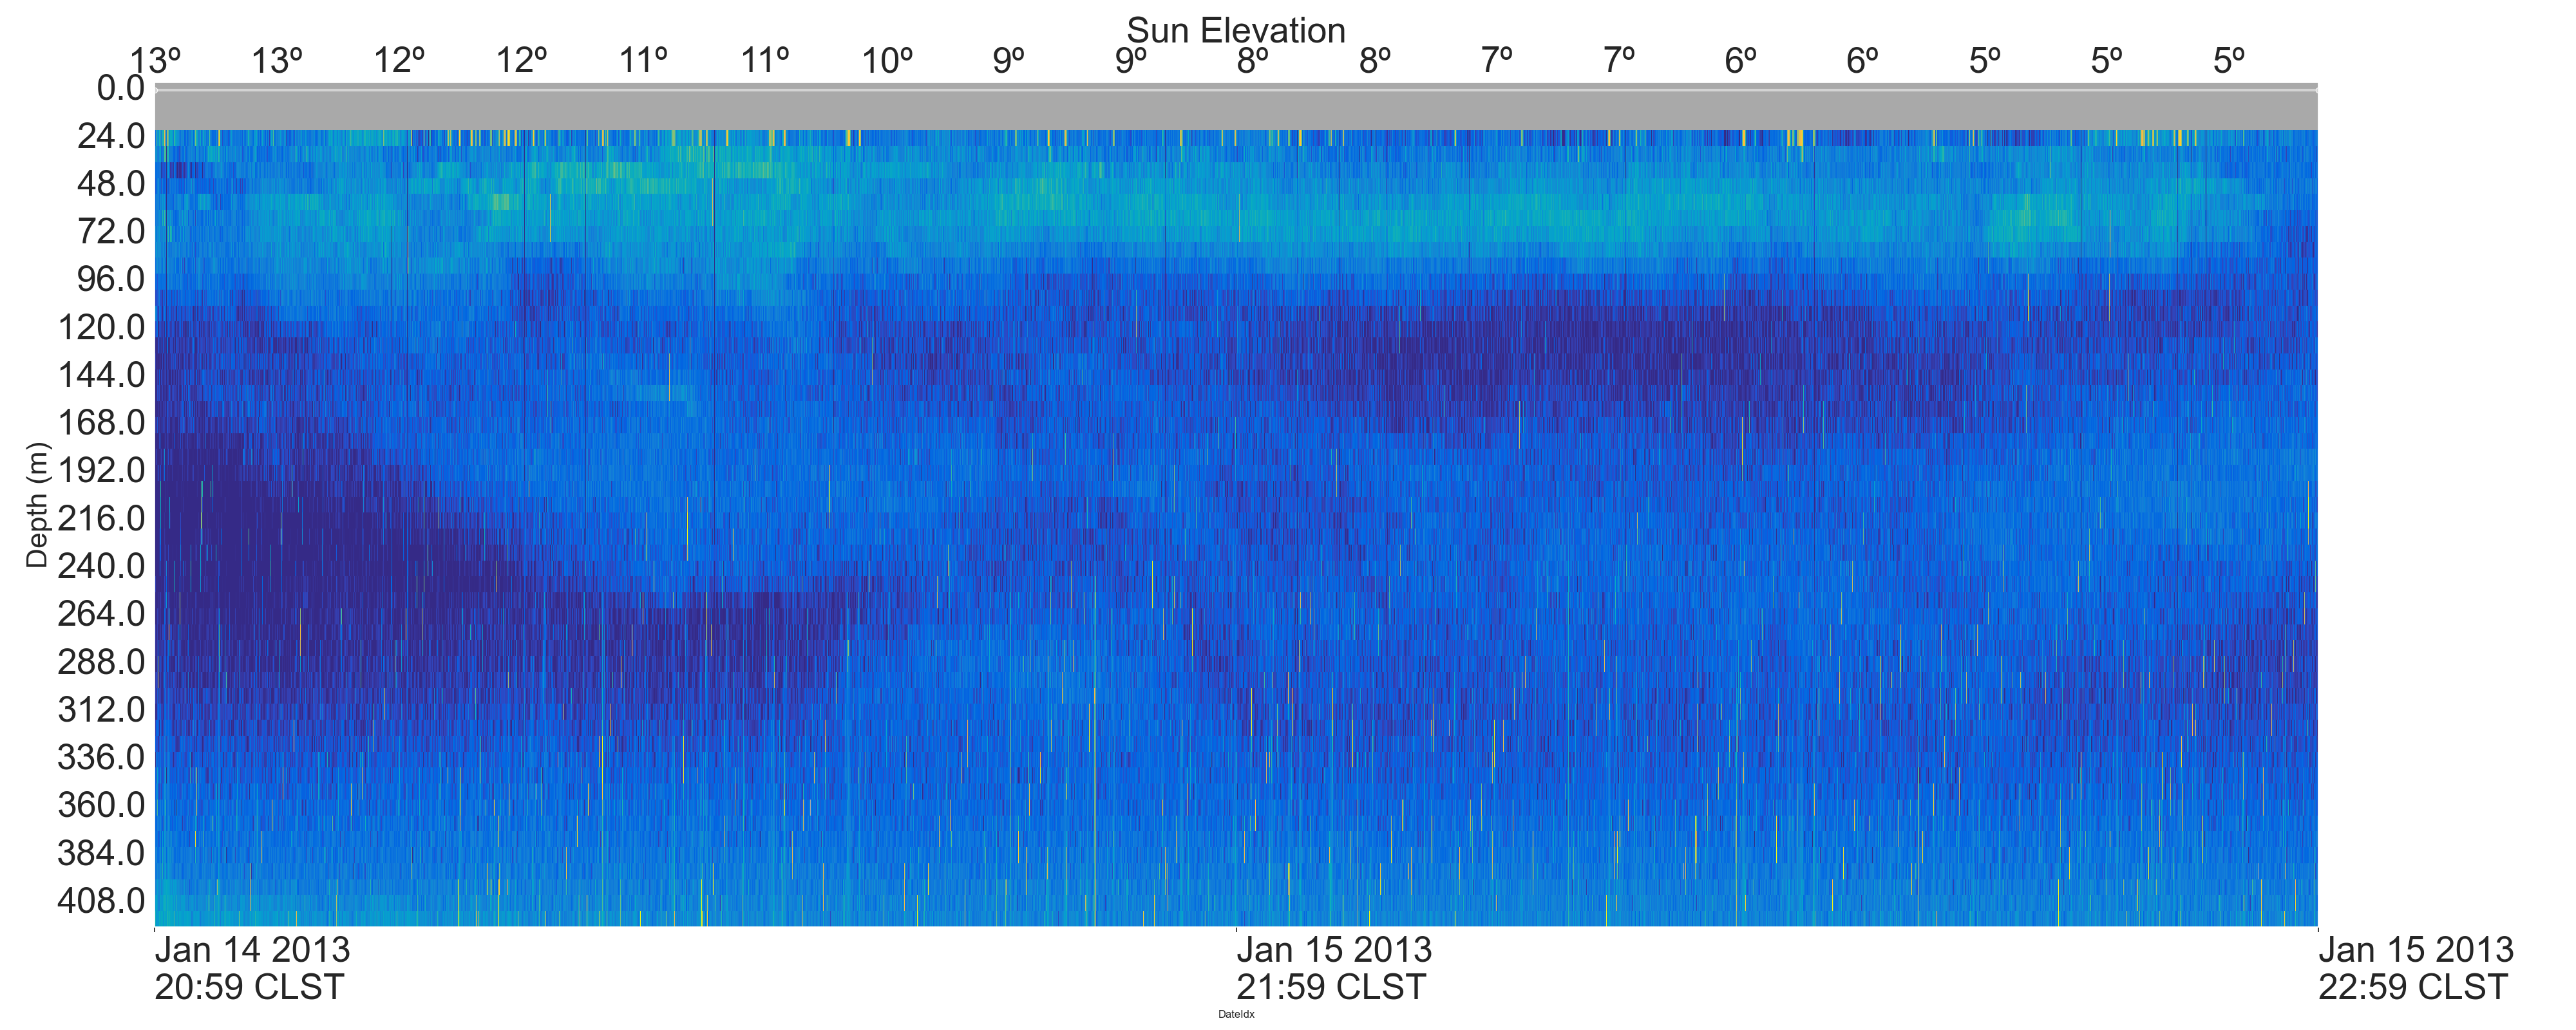 Sun Elevation
13º 13º 12º 12º 11º 11º 10º 9º 9º 8º 8º 7º 7º 6º 6º 5º 5º 5º
0.0
24.0
48.0
72.0
96.0
120.0
144.0
168.0
192.0
216.0
240.0
264.0
288.0
312.0
336.0
360.0
384.0
408.0
Depth (m)
Jan 14 2013
20:59 CLST
Jan 15 2013
21:59 CLST
Jan 15 2013
22:59 CLST
DateIdx